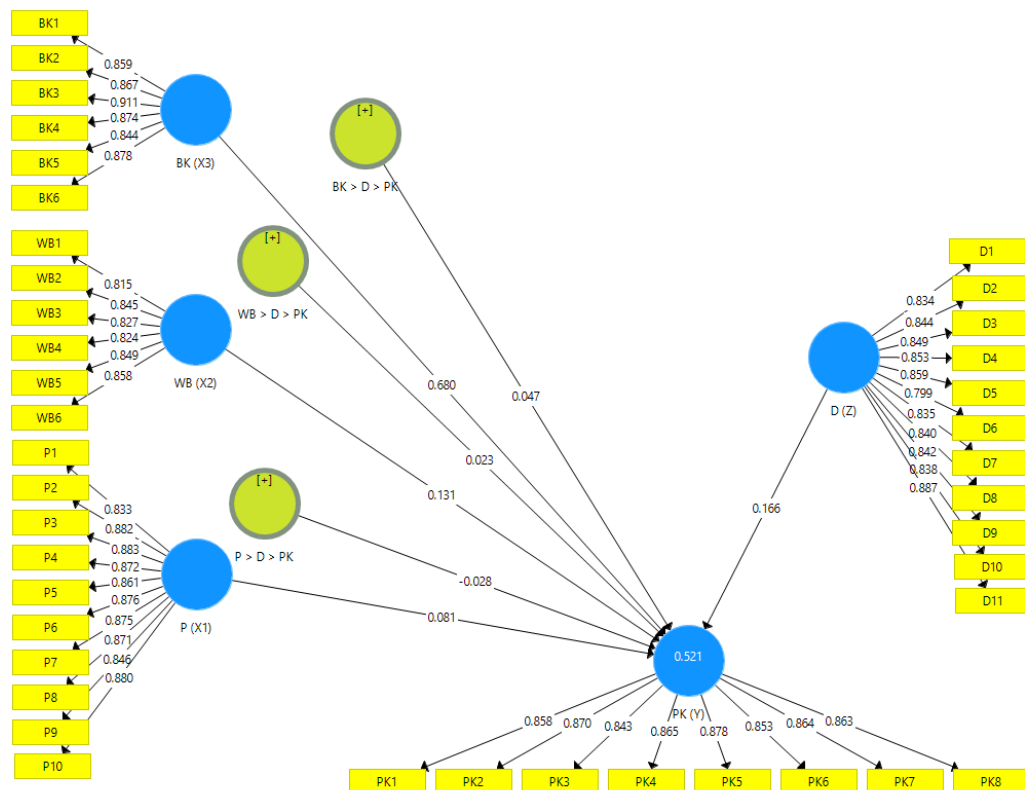 BK1
BK2
BK3
BK4
BK5
BK6
0.859
0.867
0.911
0.874
0.844
0.878
BK (X3)
[+]
BK > D > PK
WB1
WB2
WB3
WB4
WB5
WB6
0.815
0.845
0.827
0.824
0.849
0.858
WB (X2)
[+]
WB > D > PK
P1
P2
P3
P4
P5
P6
P7
P8
P9
P10
0.833
0.882
0.883
0.872
0.861
0.876
0.875
0.871
0.846
0.880
P (X1)
[+]
P > D > PK
0.680
0.047
0.023
0.131
-0.028
0.081
0.166
D1
D2
D3
D4
D5
D6
D7
D8
D9
D10
D11
0.834
0.844
0.849
0.853
0.859
0.799
0.835
0.840
0.842
0.838
0.887
D (Z)
0.521
PK (Y)
0.858
0.870
0.843
0.865
0.878
0.853
0.864
0.863
PK1
PK2
PK3
PK4
PK5
PK6
PK7
PK8